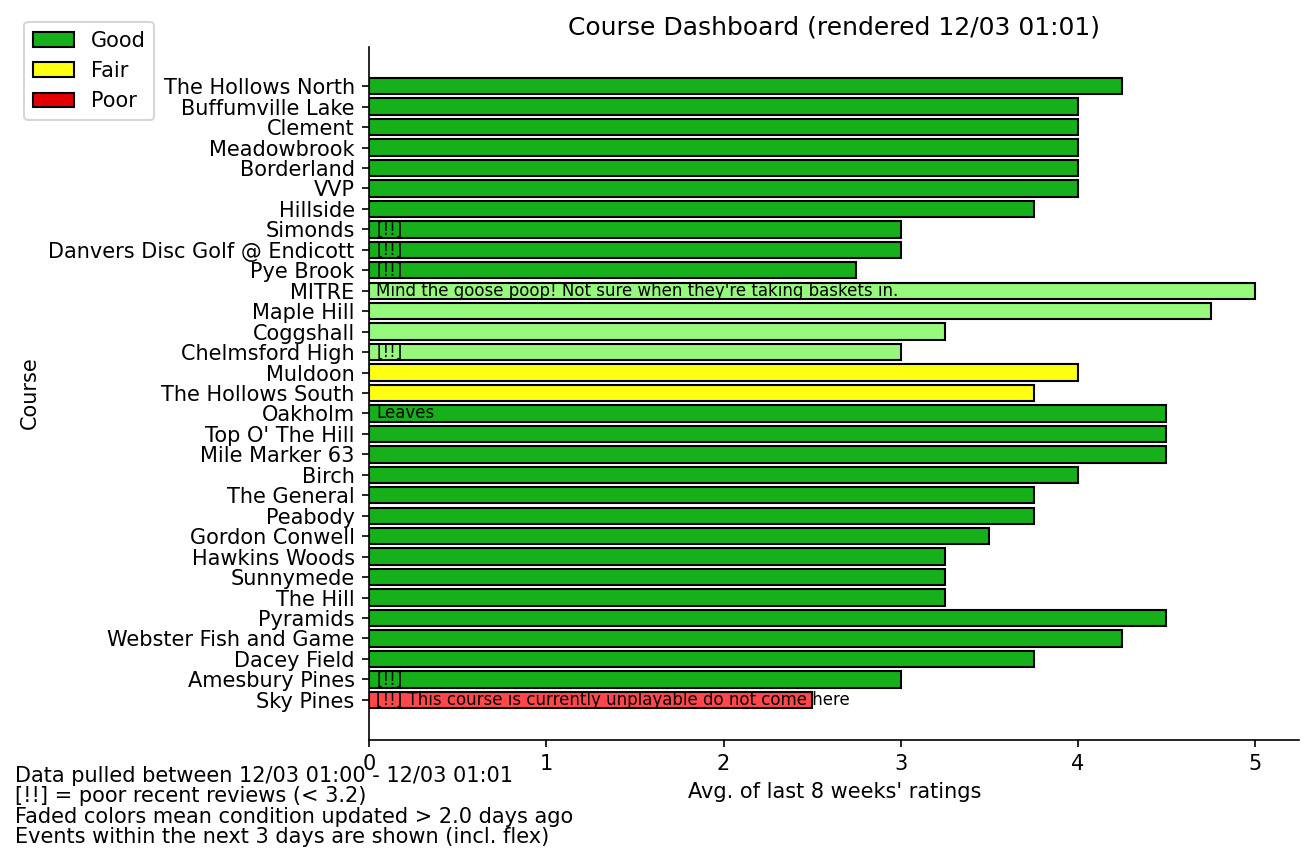 Course Dashboard (rendered 12/03 01:01)
Good
Fair
Poor
Course
The Hollows North
Buffumville Lake
Clement
Meadowbrook
Borderland
VVP
Hillside
Simonds [!!]
Danvers Disc Golf @ Endicott [!!]
Pye Brook [!!]
MITRE Mind the goose poop! Not sure when they're taking baskets in.
Maple Hill
Coggshall
Chelmsford High [!!]
Muldoon
The Hollows South
Oakholm Leaves
Top O' The Hill
Mile Marker 63
Birch
The General
Peabody
Gordon Conwell
Hawkins Woods
Sunnymede
The Hill
Pyramids
Webster Fish and Game
Dacey Field
Amesbury Pines [!!]
Sky Pines [!!] This course is currently unplayable do not come here
0 1 2 3 4 5
Avg. of last 8 weeks' ratings
Data pulled between 12/03 01:00 - 12/03 01:01
[!!] = poor recent reviews (< 3.2)
Faded colors mean condition updated > 2.0 days ago
Events within the next 3 days are shown (incl. flex)